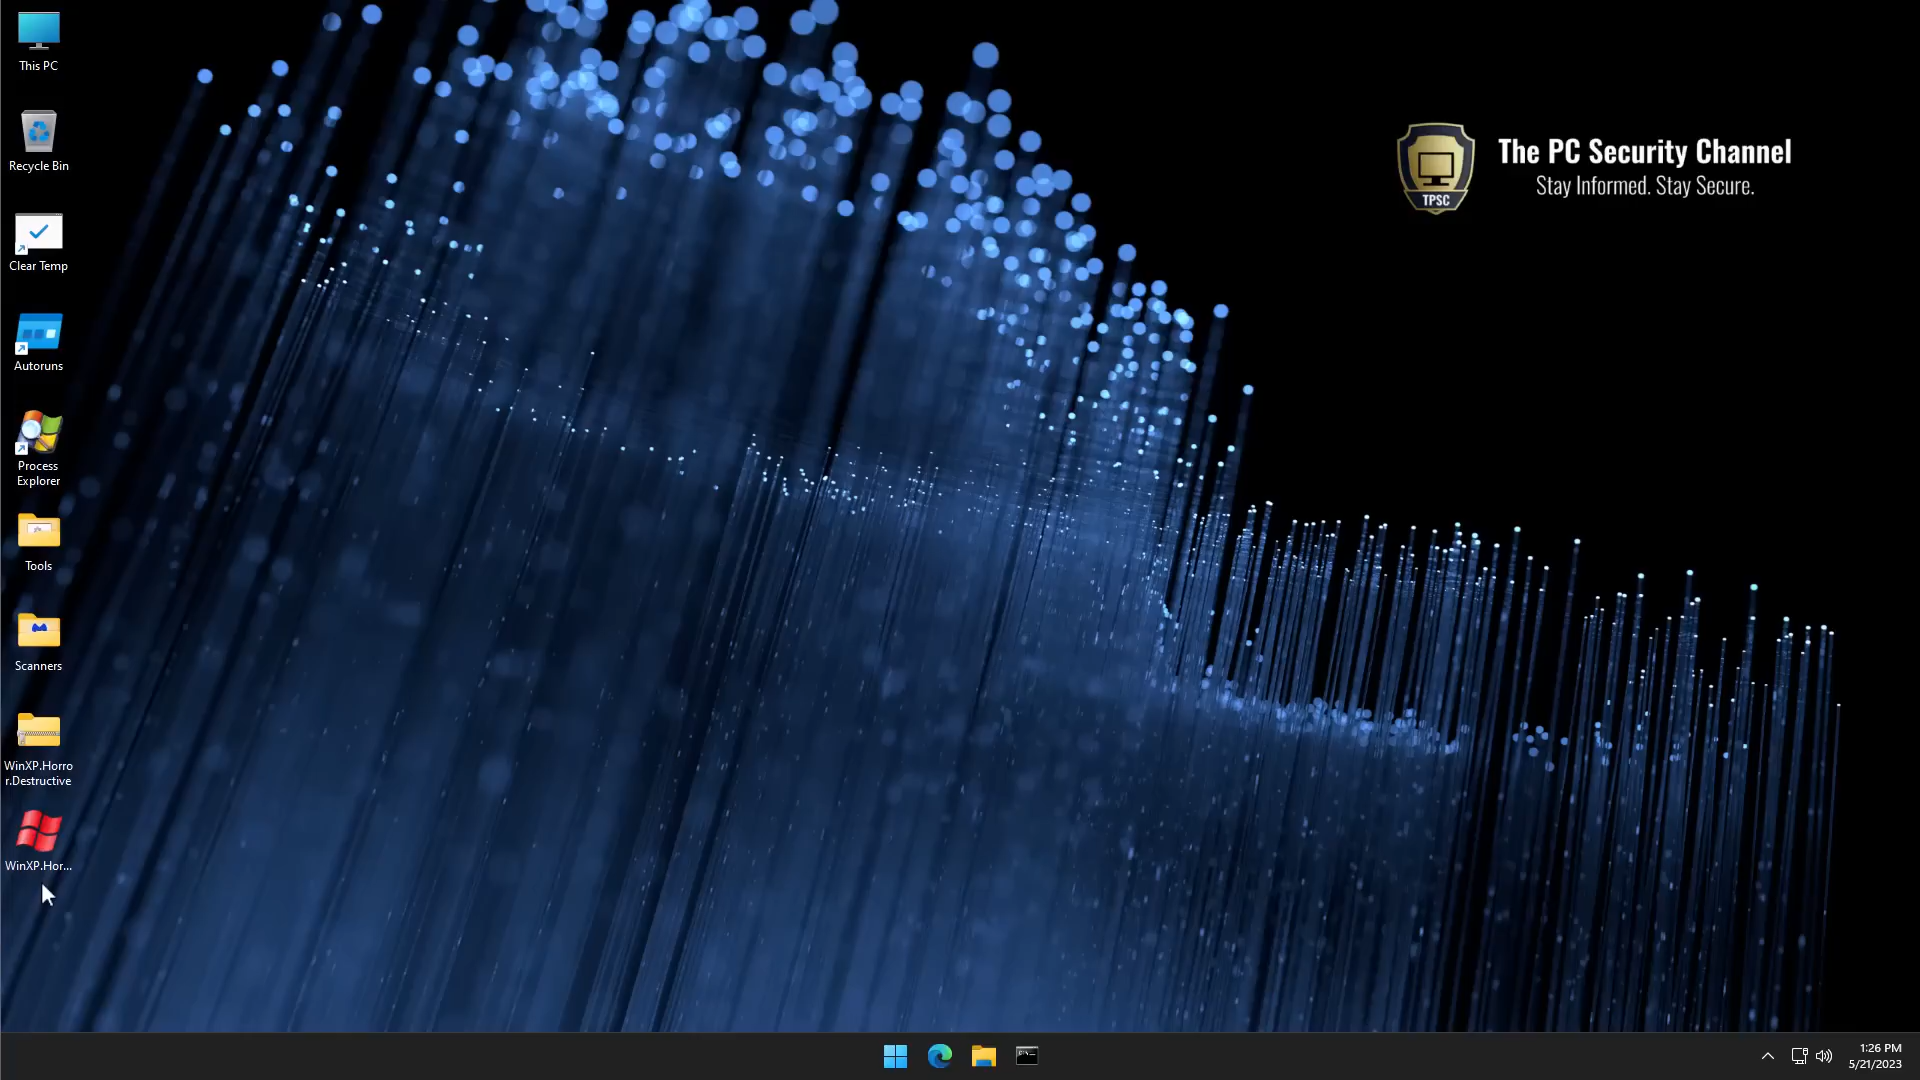 This PC
Recycle Bin
Clear Temp
Autoruns
Process
Explorer
Tools
Scanners
WinXP.Horro
r.Destructive
WinXP.Hor...
The PC Security Channel
Stay Informed. Stay Secure.
TPSC
1:26 PM
5/21/2023